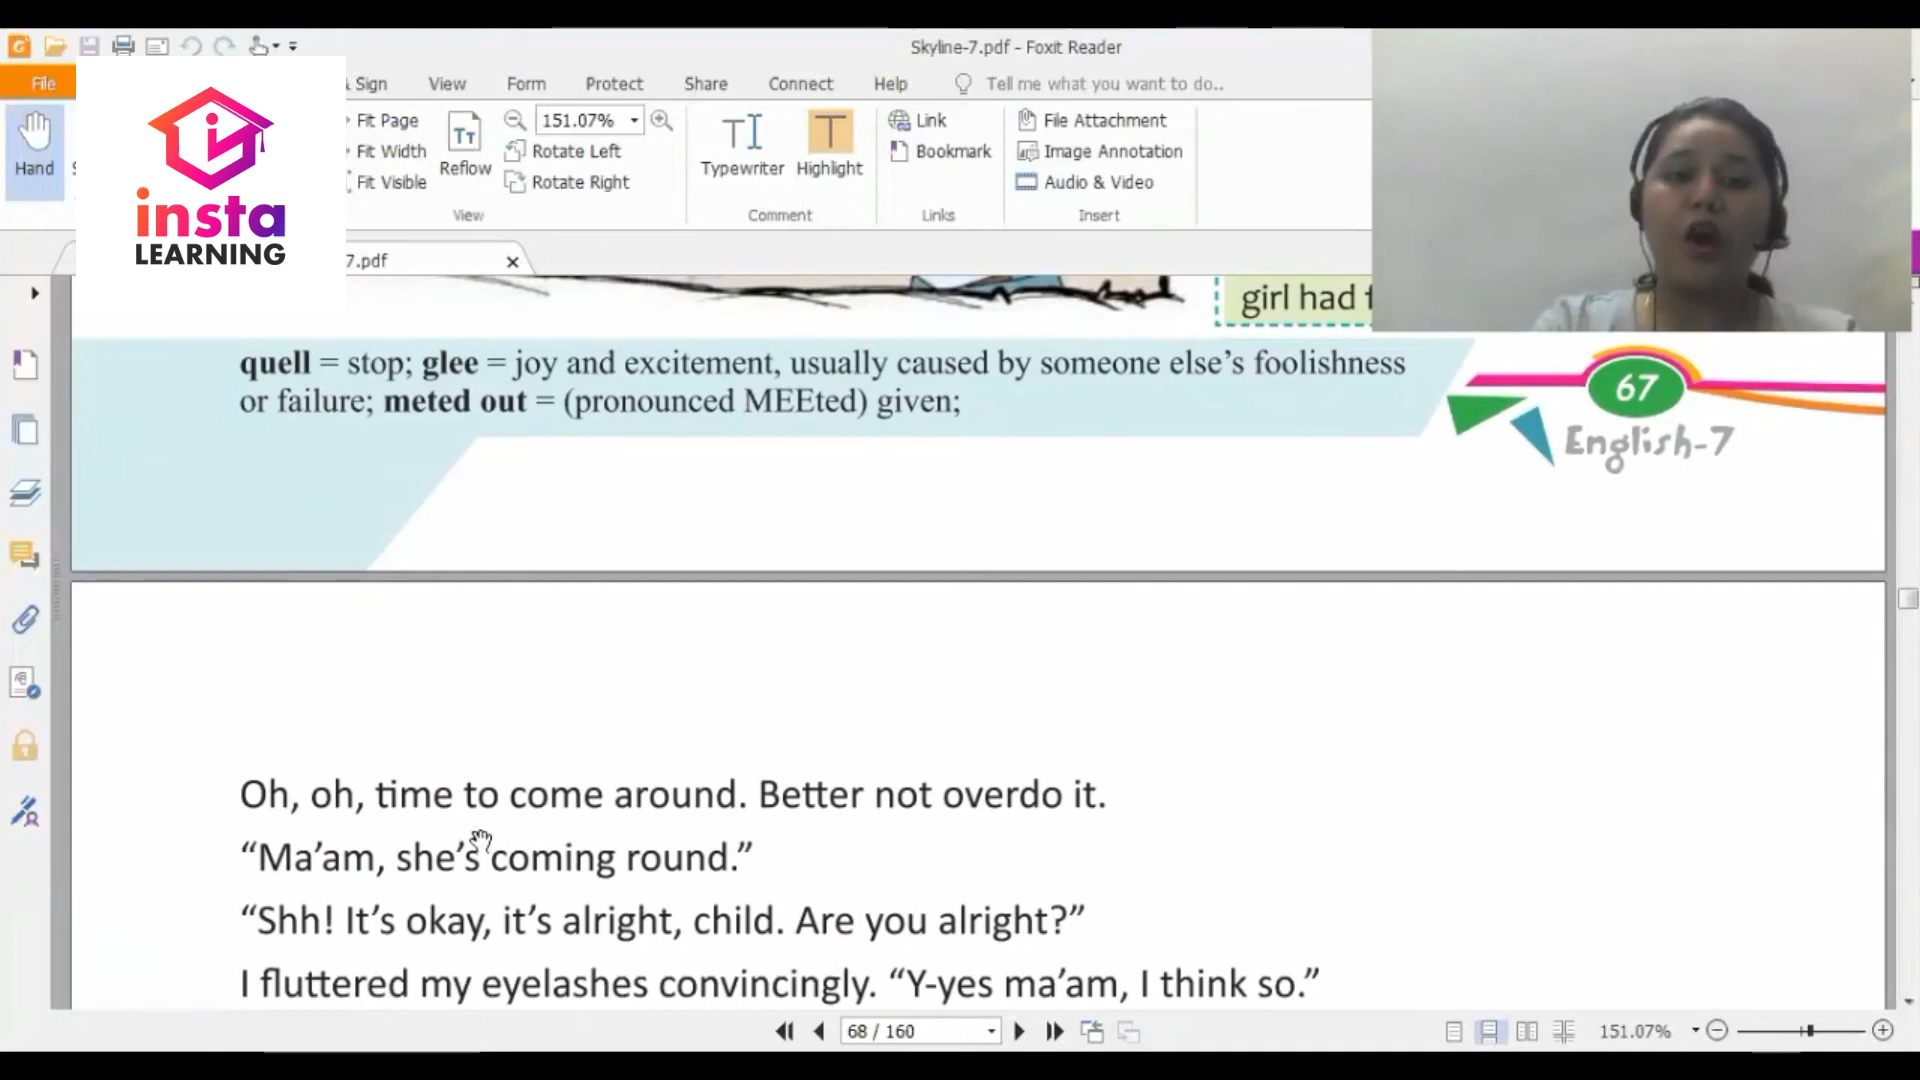 Skyline-7.pdf - Foxit Reader
File
Sign
View
Form
Protect
Share
Connect
Help
Tell me what you want to do..
Hand
Fit Page
Fit Width
Fit Visible
Reflow
151.07%
Rotate Left
Rotate Right
View
Typewriter
Highlight
Comment
Link
Bookmark
Links
File Attachment
Image Annotation
Audio & Video
Insert
insta
LEARNING
7.pdf
girl had
quell = stop; glee = joy and excitement, usually caused by someone else’s foolishness
or failure; meted out = (pronounced MEEted) given;
67
English-7
Oh, oh, time to come around. Better not overdo it.
“Ma’am, she’s coming round.”
“Shh! It’s okay, it’s alright, child. Are you alright?”
I fluttered my eyelashes convincingly. “Y-yes ma’am, I think so.”
68 / 160
151.07%